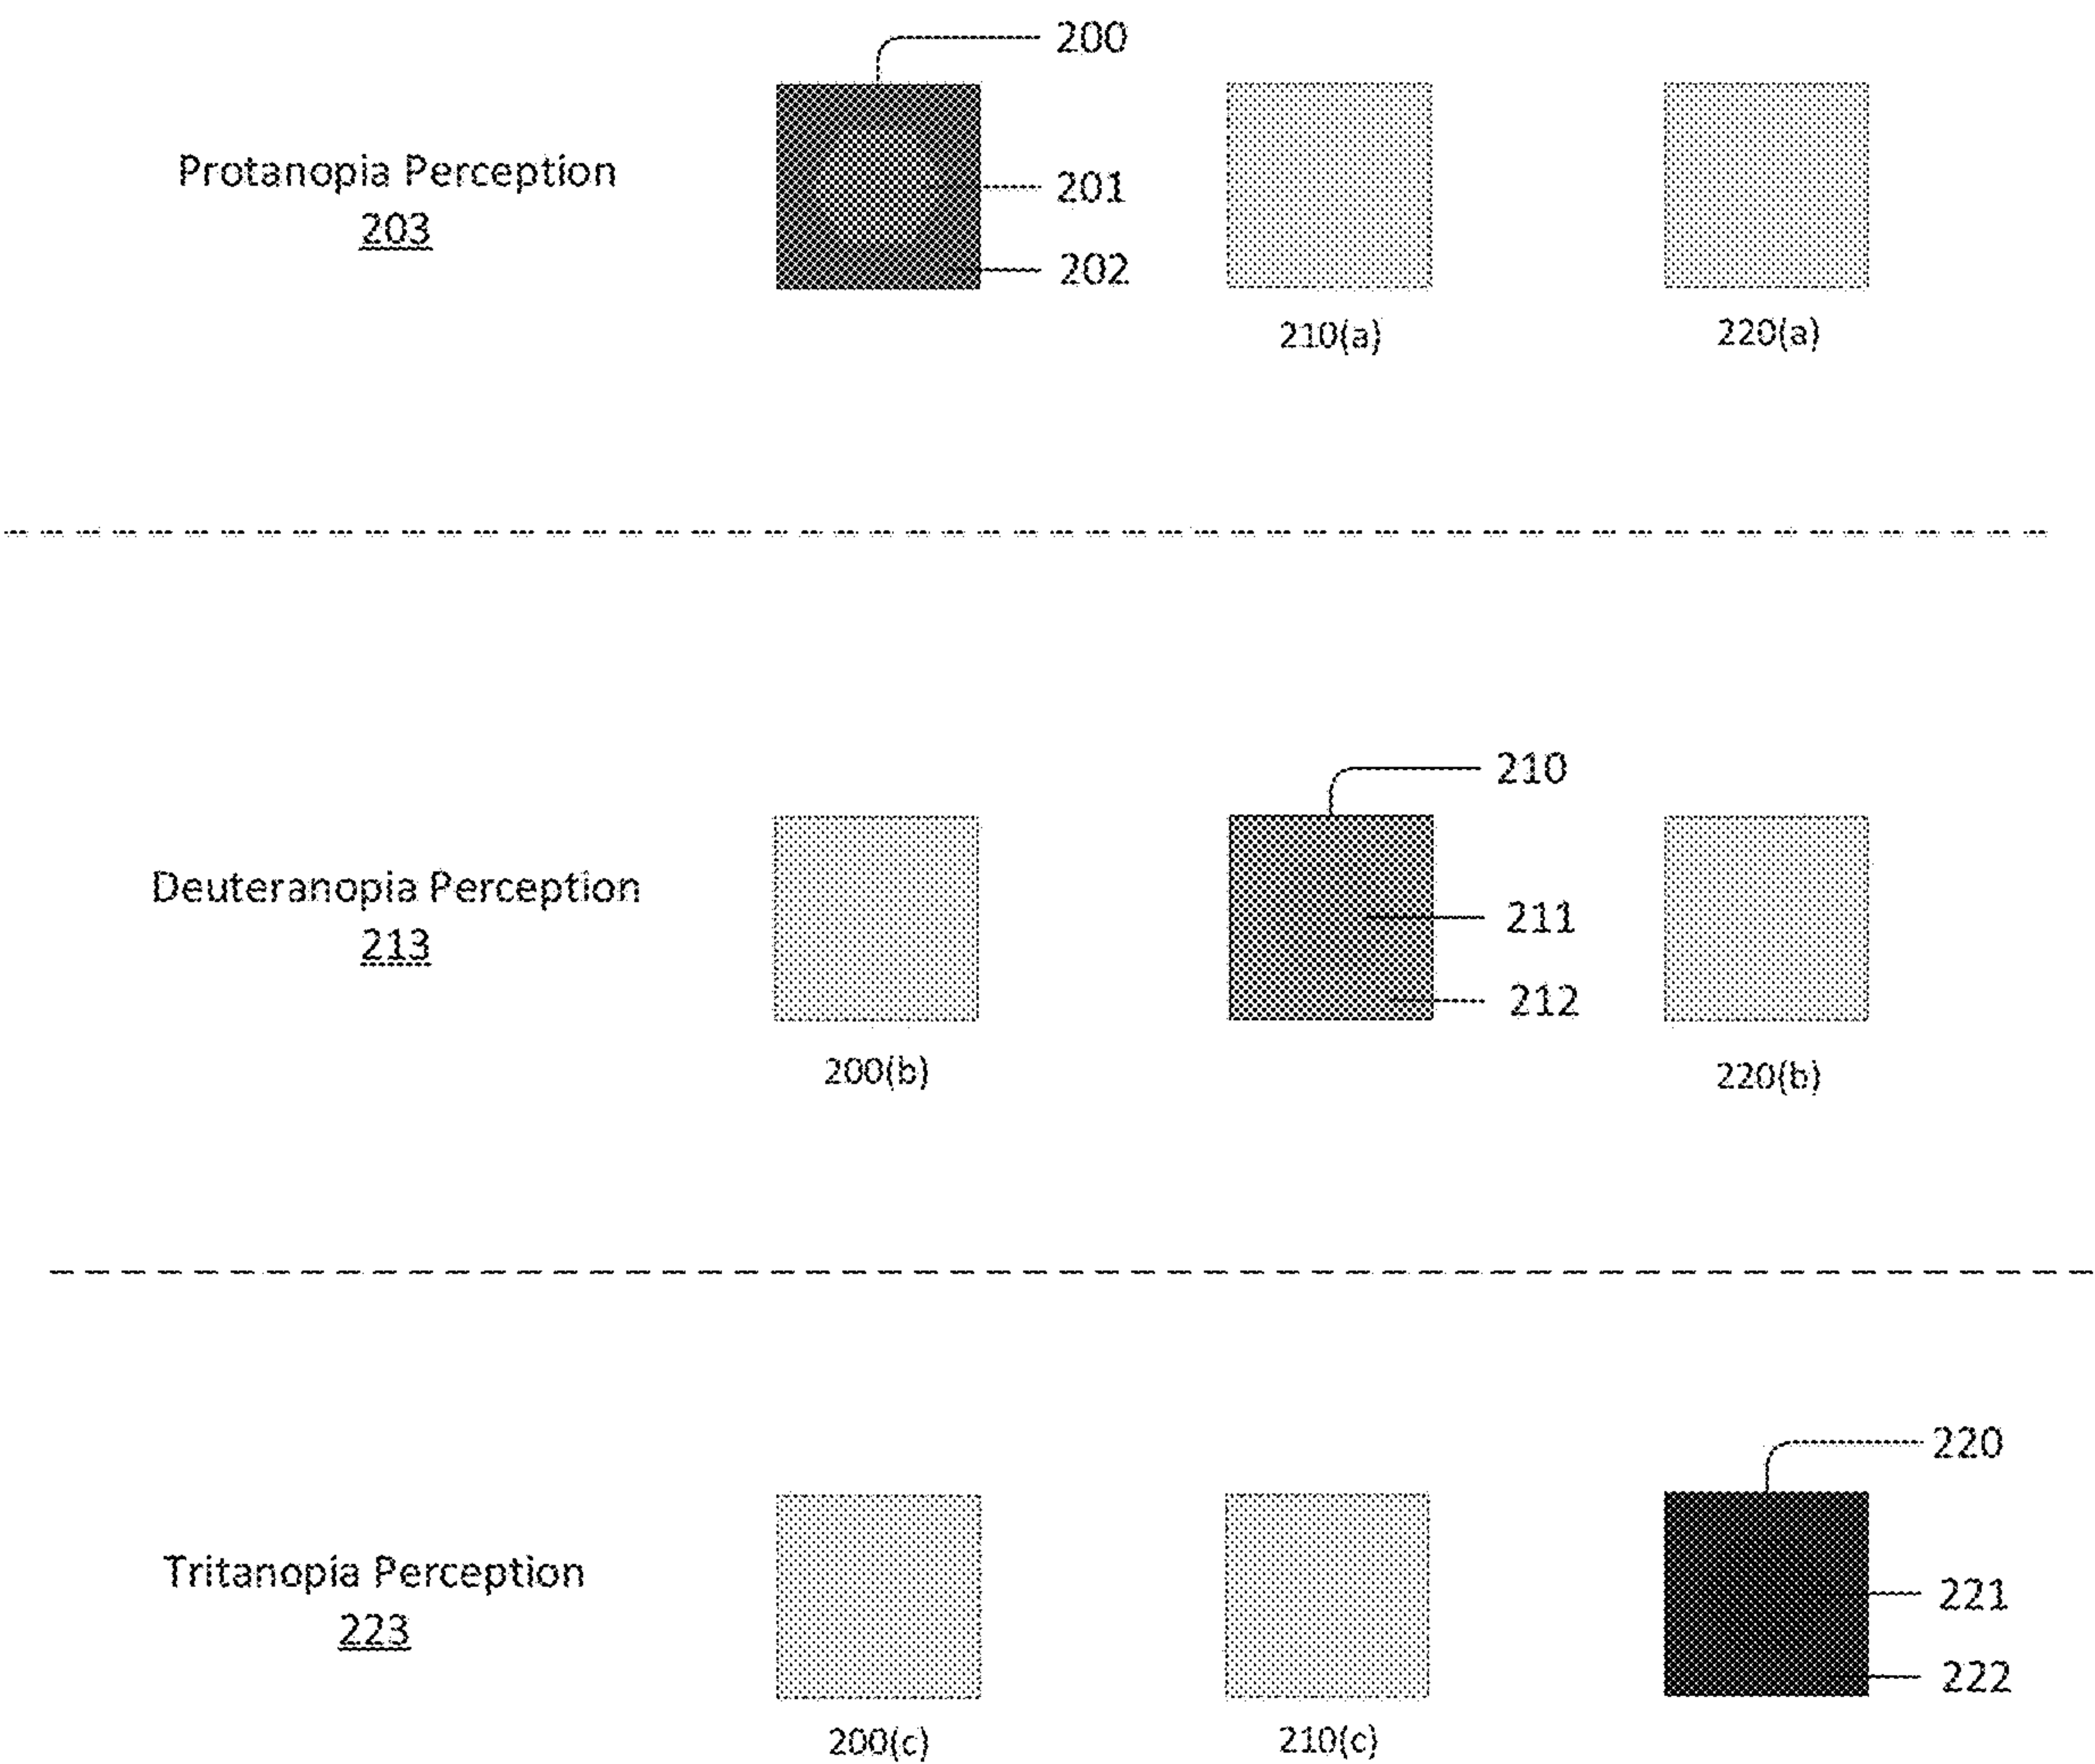 200
Protanopia Perception
203
201
202
210(a)
220(a)
210
Deuteranopia Perception
213
211
212
200(b)
220(b)
220
Tritanopia Perception
223
221
222
200(c)
210(c)